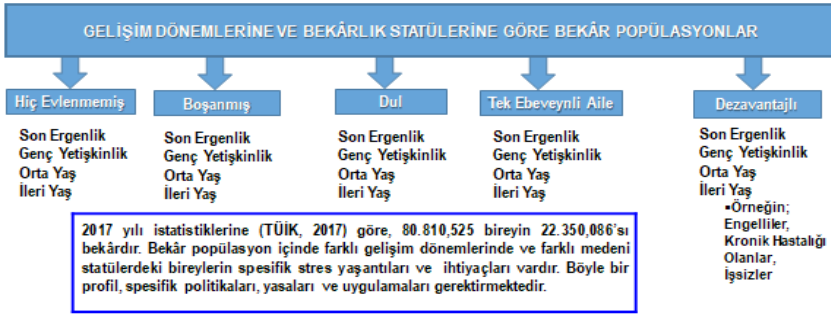 GELİŞİM DÖNEMLERİNE VE BEKÂRLIK STATÜLERİNE GÖRE BEKÂR POPÜLASYONLAR
Hiç Evlenmemiş
Son Ergenlik
Genç Yetişkinlik
Orta Yaş
İleri Yaş
Boşanmış
Son Ergenlik
Genç Yetişkinlik
Orta Yaş
İleri Yaş
Dul
Son Ergenlik
Genç Yetişkinlik
Orta Yaş
İleri Yaş
Tek Ebeveynli Aile
Son Ergenlik
Genç Yetişkinlik
Orta Yaş
İleri Yaş
Dezavantajlı
Son Ergenlik
Genç Yetişkinlik
Orta Yaş
İleri Yaş
▪Örneğin;
Engelliler,
Kronik Hastalığı
Olanlar,
İşsizler
2017 yılı istatistiklerine (TÜİK, 2017) göre, 80.810,525 bireyin 22.350,086'sı
bekârdır. Bekâr popülasyon içinde farklı gelişim dönemlerinde ve farklı medeni
statülerdeki bireylerin spesifik stres yaşantıları ve ihtiyaçları vardır. Böyle bir
profil, spesifik politikaları, yasaları ve uygulamaları gerektirmektedir.